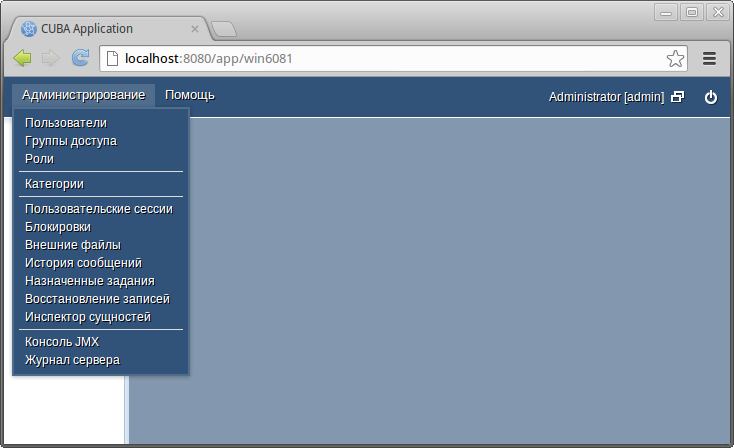 CUBA Application
localhost:8080/app/win6081
Администрирование Помощь Administrator [admin]
Пользователи
Группы доступа
Роли
Категории
Пользовательские сессии
Блокировки
Внешние файлы
История сообщений
Назначенные задания
Восстановление записей
Инспектор сущностей
Консоль JMX
Журнал сервера